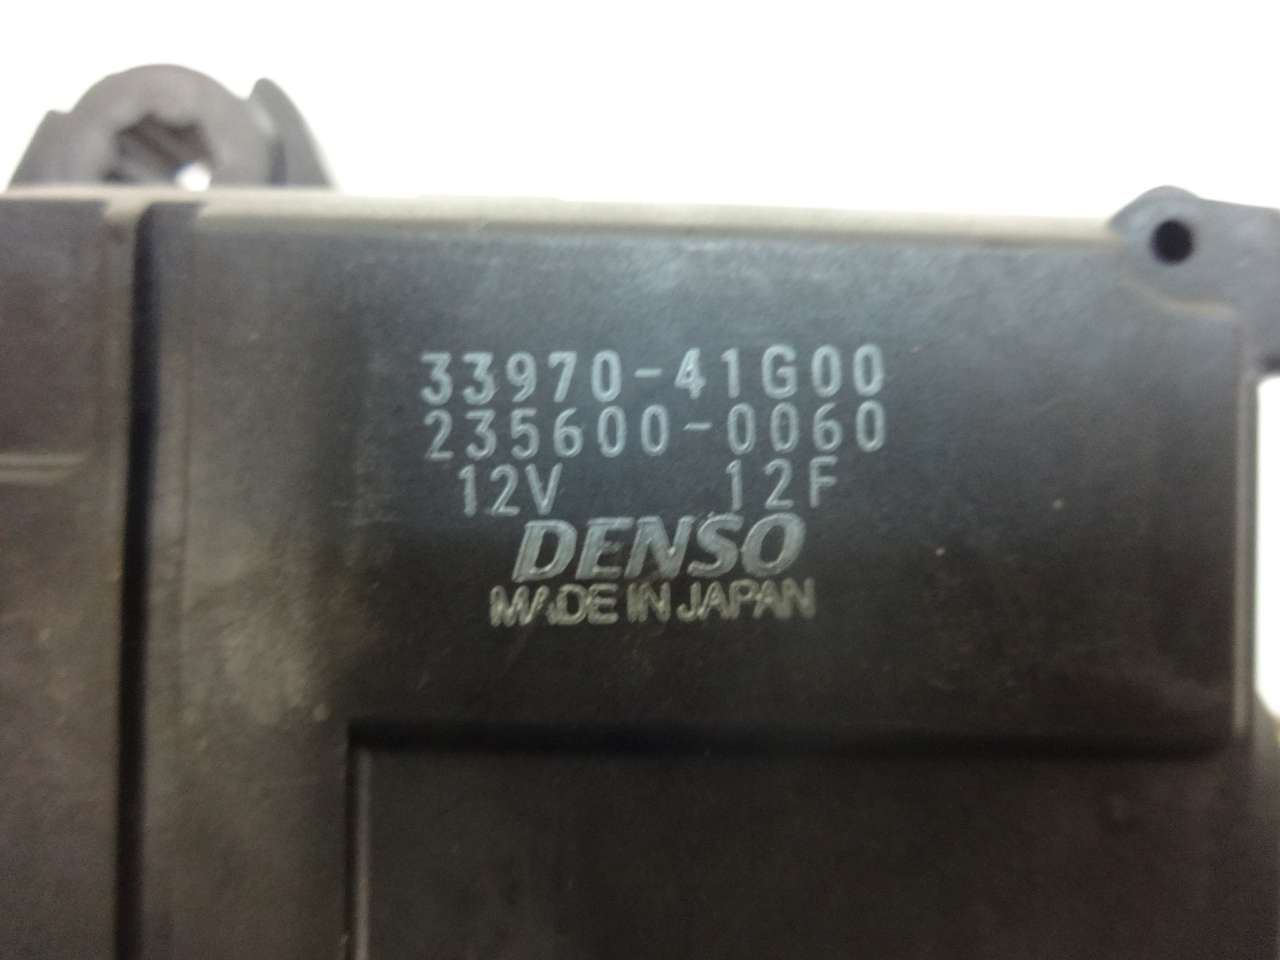 33970-41G00
235600-0060
12V 12F
DENSO
MADE IN JAPAN